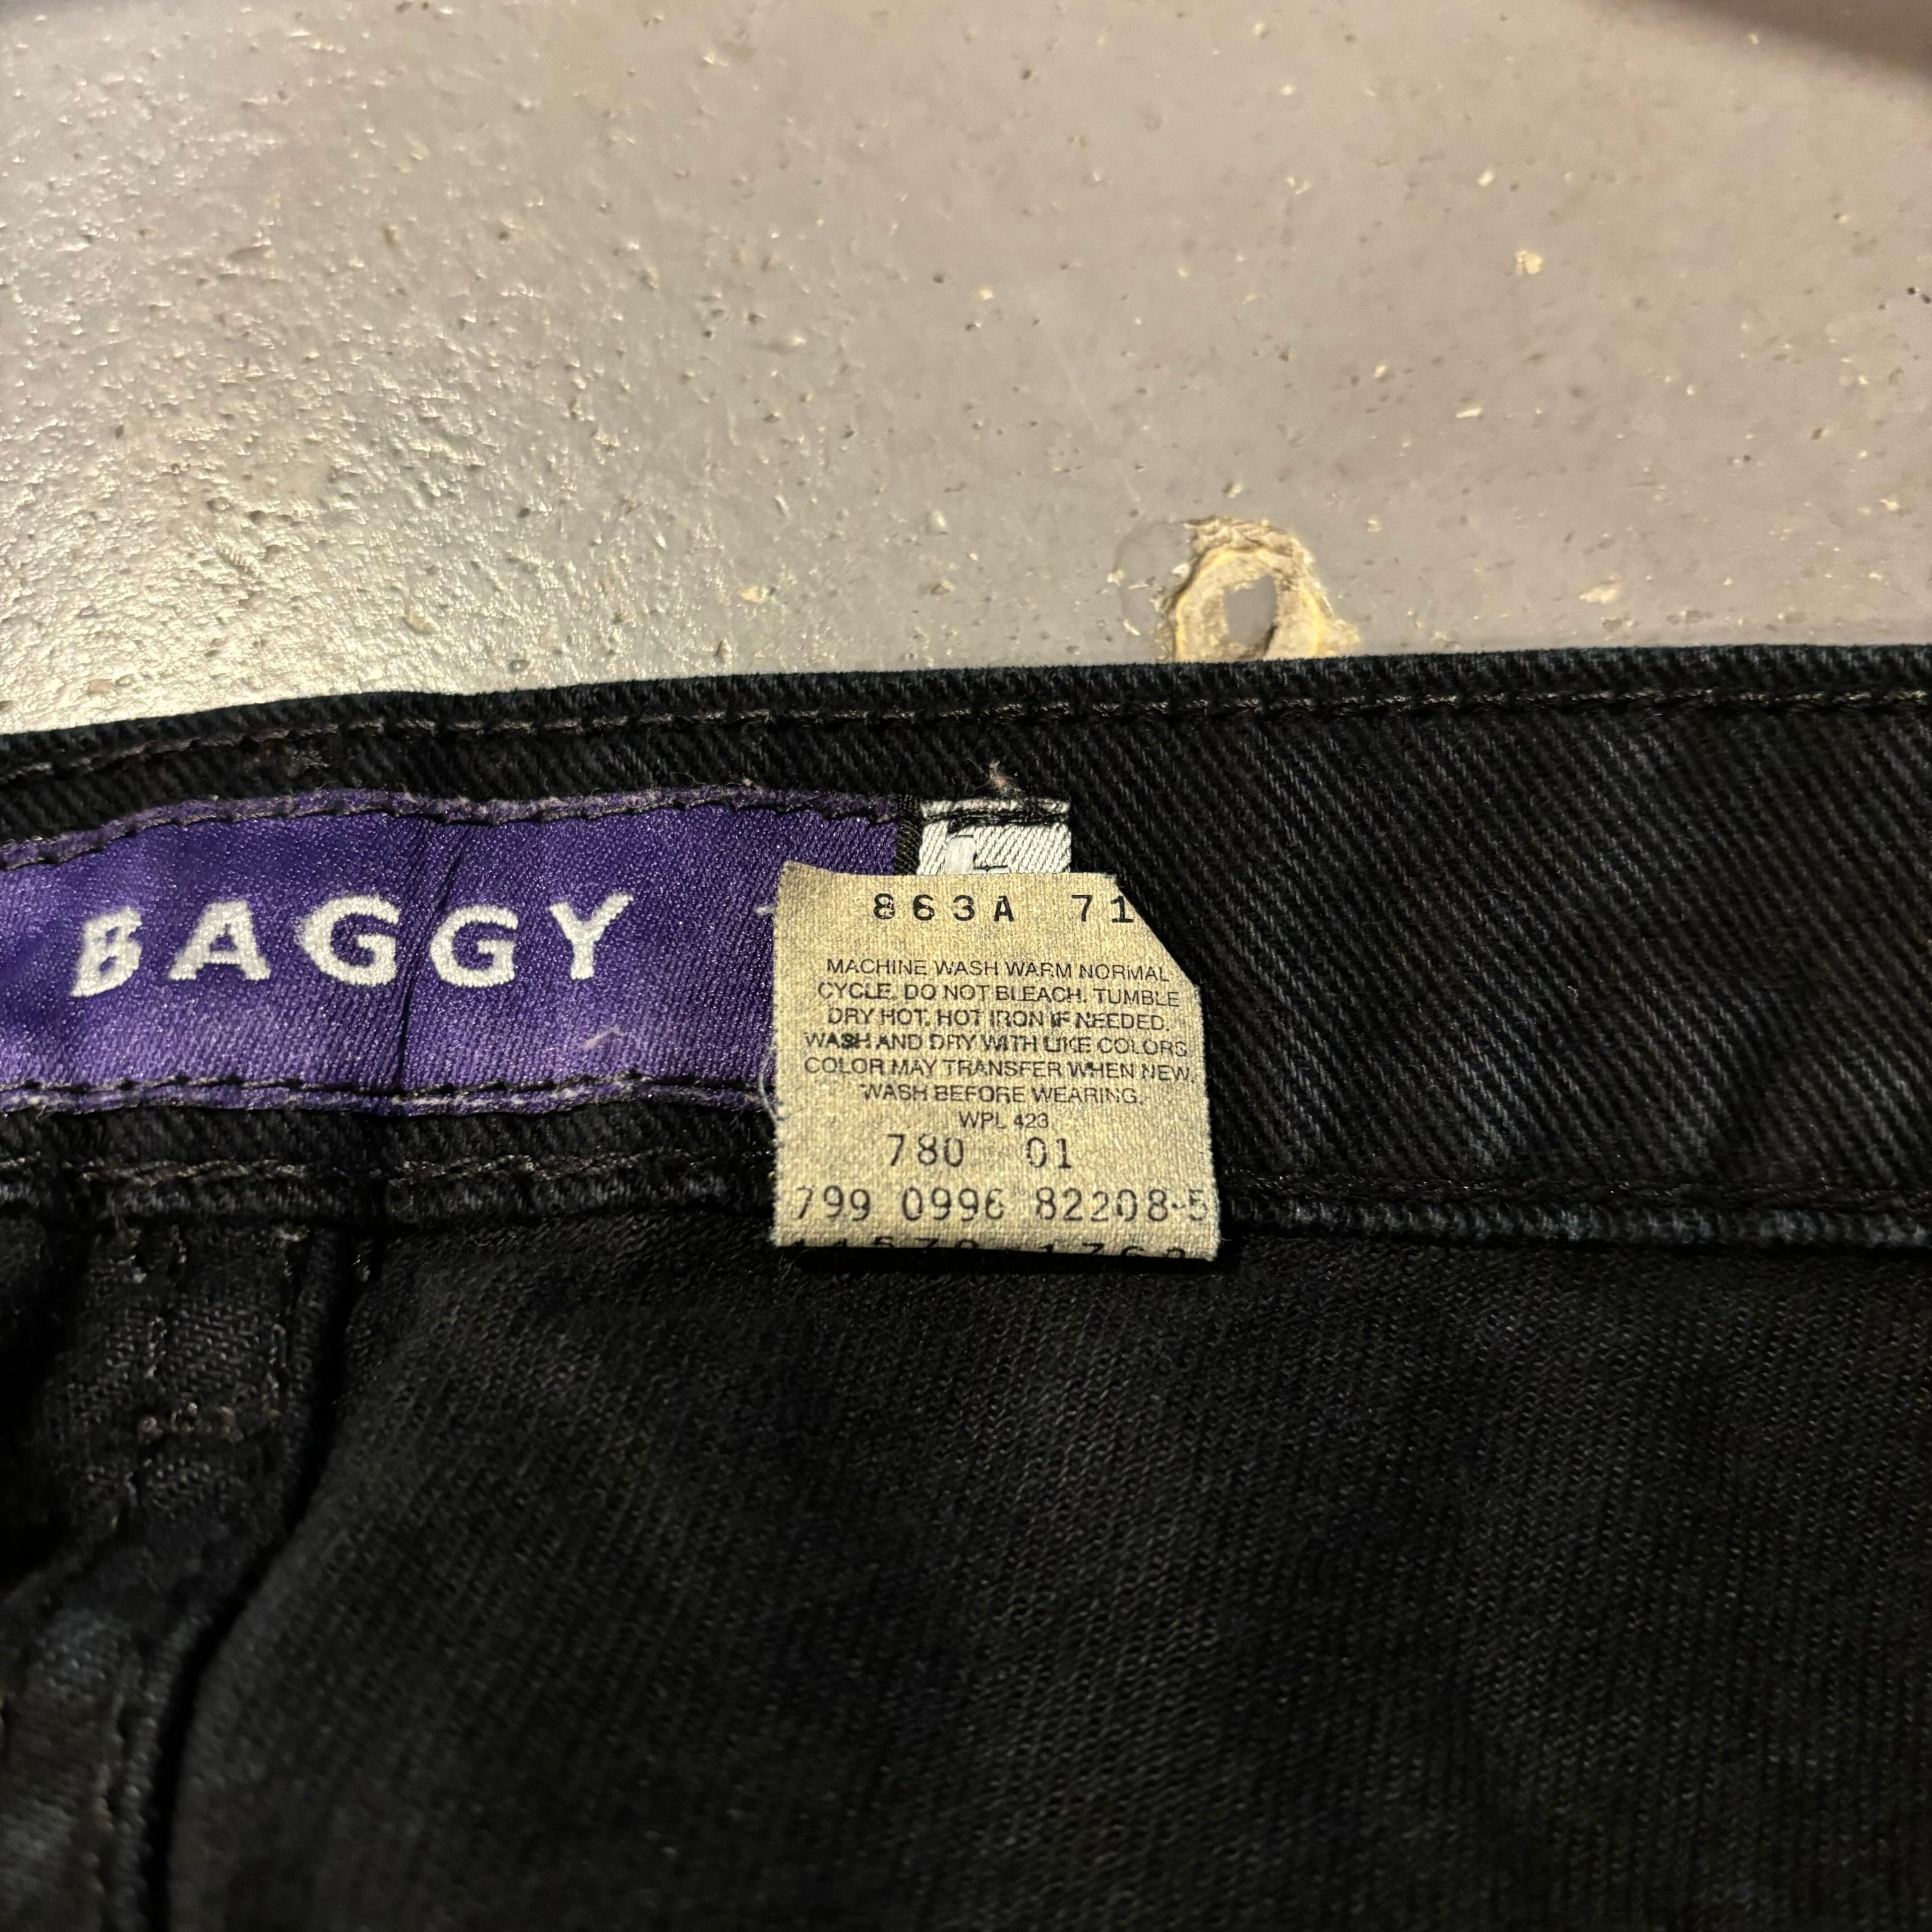 BAGGY
863A 71
MACHINE WASH WARM NORMAL
CYCLE. DO NOT BLEACH. TUMBLE
DRY HOT. HOT IRON IF NEEDED.
WASH AND DRY WITH LIKE COLORS
COLOR MAY TRANSFER WHEN NEW.
WASH BEFORE WEARING.
WPL 423
780 01
799 0996 82208-5